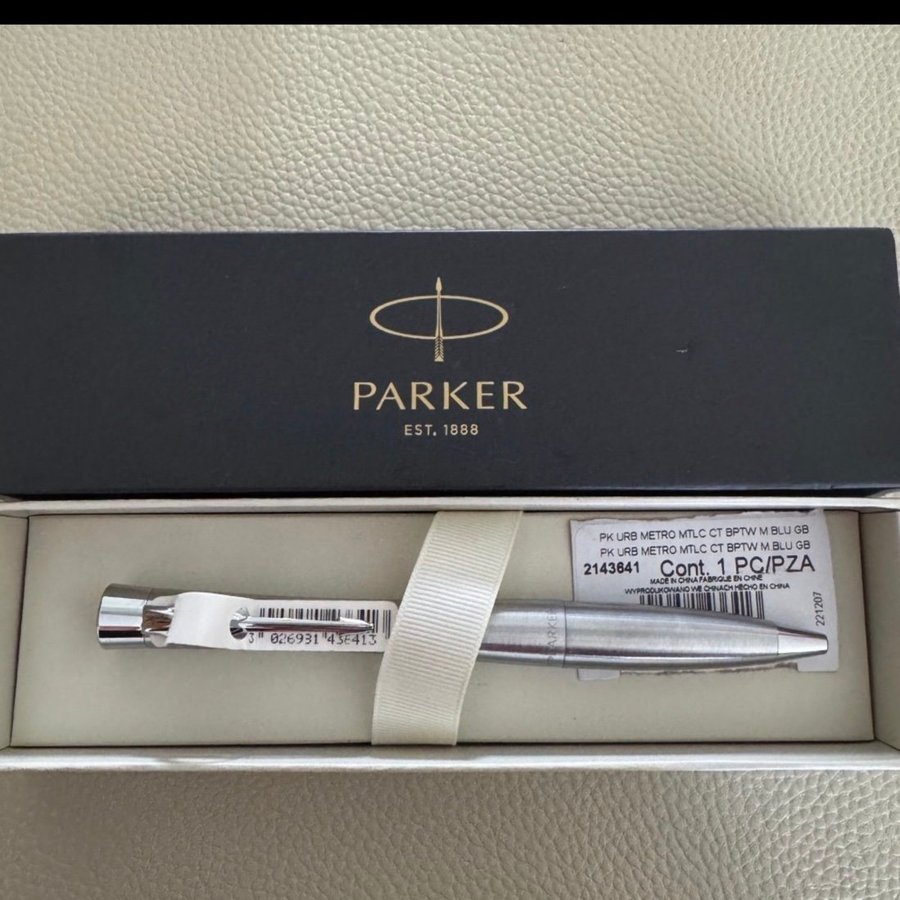 PARKER
EST. 1888
PK URB METRO MTLC CT BPTW M.BLU GB
PK URB METRO MTLC CT BPTW M.BLU GB
2143641 Cont. 1 PC/PZA
MADE IN CHINA FABRIQUE EN CHINE
WYPRODUKOWANO WE CHINACH HECHO EN CHINA
221207
PARKER
3 026981